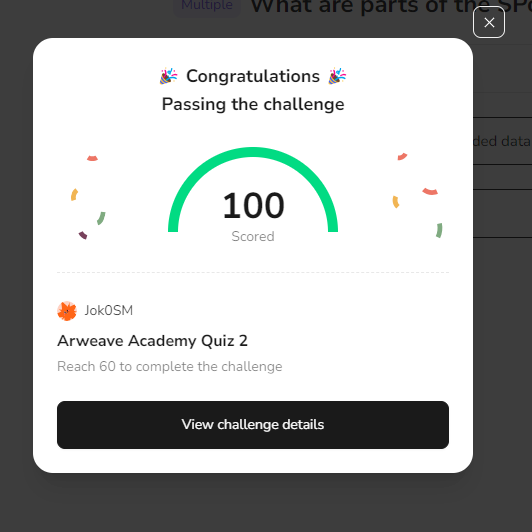 Multiple What are parts of the SPo
Congratulations
Passing the challenge
ded data
100
Scored
Jok0SM
Arweave Academy Quiz 2
Reach 60 to complete the challenge
View challenge details